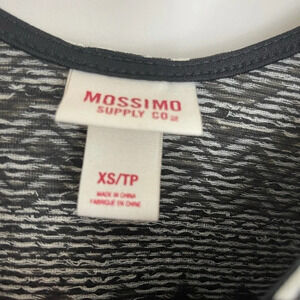 MOSSIMO
SUPPLY CO
XS/TP
MADE IN CHINA
FABRIQUÉ EN CHINE